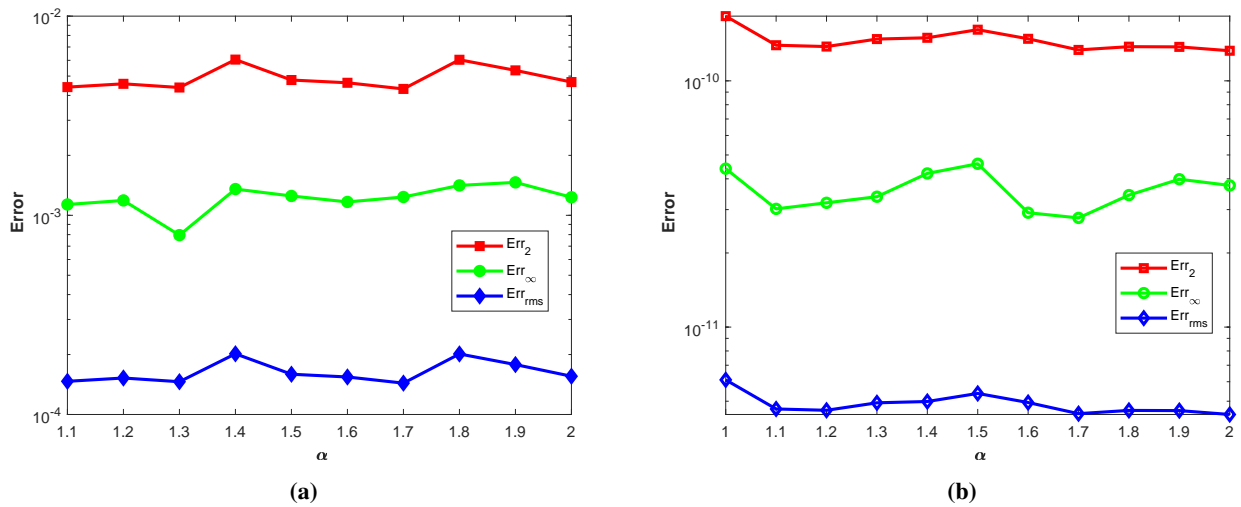 10^-2
10^-3
10^-4
Error
1.1 1.2 1.3 1.4 1.5 1.6 1.7 1.8 1.9 2
α
Err_2
Err_∞
Err_rms
(a)
10^-10
10^-11
Error
1 1.1 1.2 1.3 1.4 1.5 1.6 1.7 1.8 1.9 2
α
Err_2
Err_∞
Err_rms
(b)